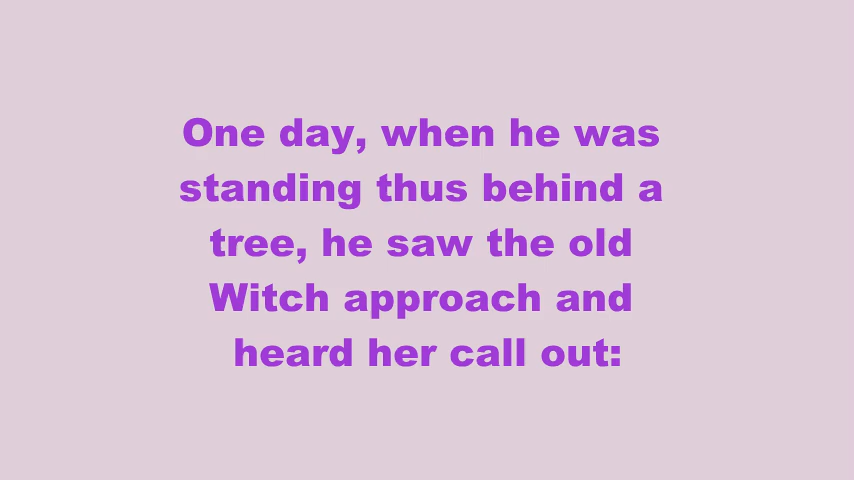 One day, when he was
standing thus behind a
tree, he saw the old
Witch approach and
heard her call out: